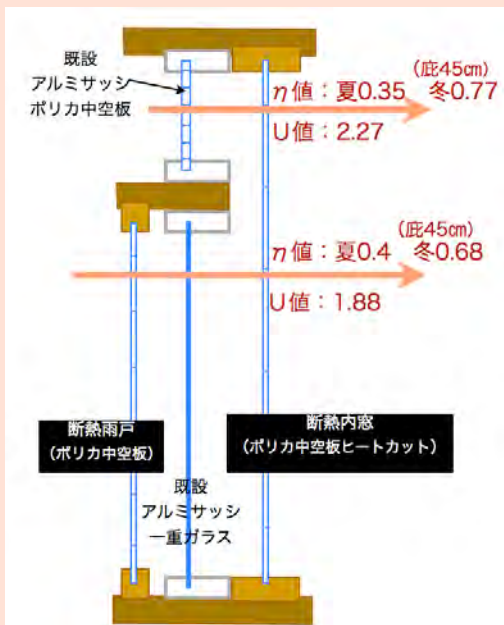 既設
アルミサッシ
ポリカ中空板
(庇45cm)
η値：夏0.35　冬0.77
U値：2.27
(庇45cm)
η値：夏0.4　冬0.68
U値：1.88
断熱雨戸
（ポリカ中空板）
断熱内窓
（ポリカ中空板ヒートカット）
既設
アルミサッシ
一重ガラス